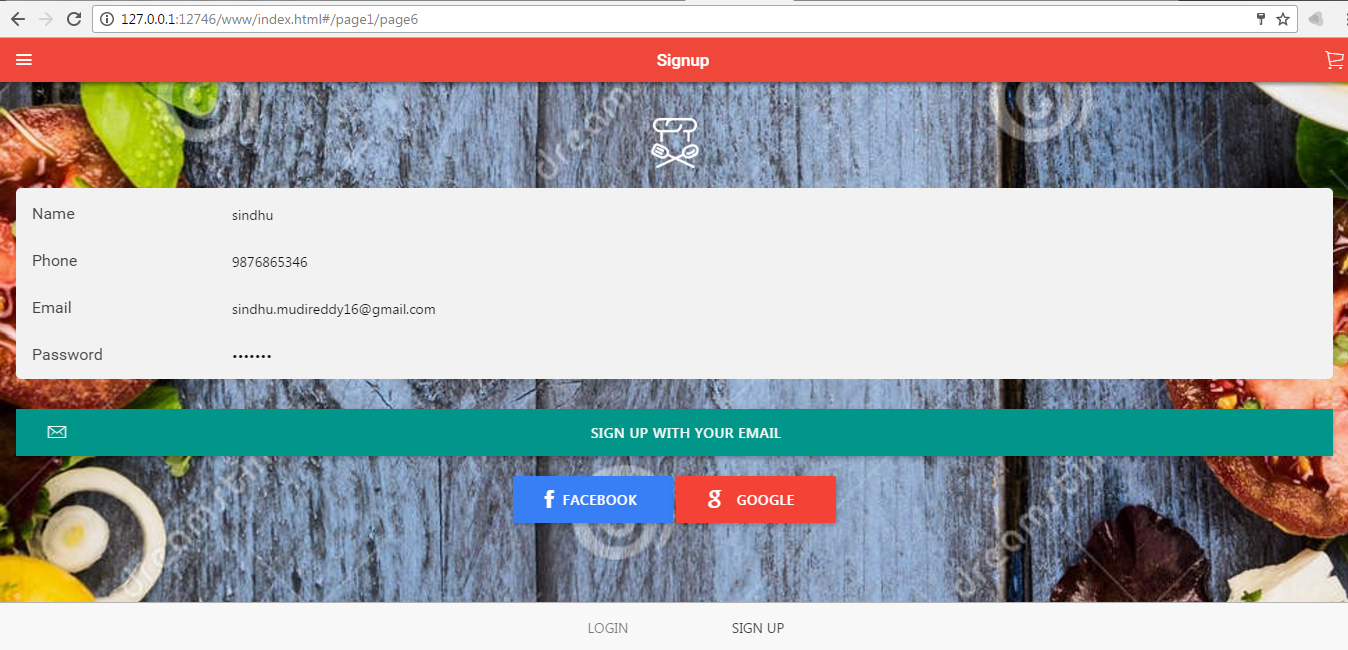 127.0.0.1:12746/www/index.html#/page1/page6
Signup
Name sindhu
Phone 9876865346
Email sindhu.mudireddy16@gmail.com
Password •••••••
SIGN UP WITH YOUR EMAIL
f FACEBOOK g GOOGLE
LOGIN SIGN UP